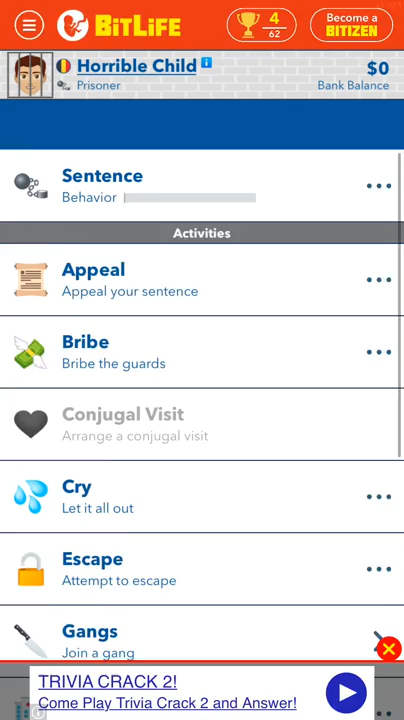 BitLife
4
62
Become a
BITIZEN
Horrible Child
$0
Prisoner
Bank Balance
Sentence
Behavior
Activities
Appeal
Appeal your sentence
Bribe
Bribe the guards
Conjugal Visit
Arrange a conjugal visit
Cry
Let it all out
Escape
Attempt to escape
Gangs
Join a gang
TRIVIA CRACK 2!
Come Play Trivia Crack 2 and Answer!